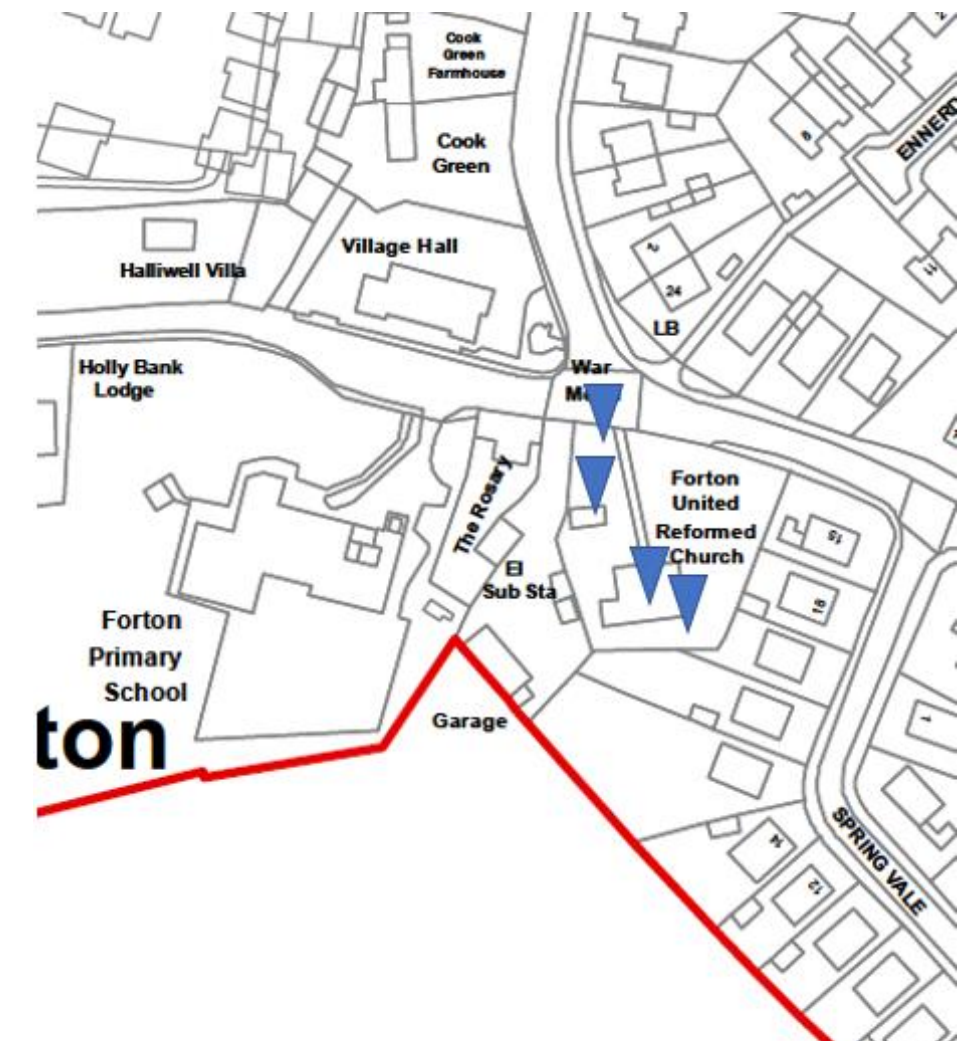 Cook
Green
Farmhouse
Cook
Green
ENNERD
8
Village Hall
Halliwell Villa
2
24
11
LB
Holly Bank
Lodge
War
Forton
United
Reformed
Church
The Rosary
El
Sub Sta
15
18
Forton
Primary
School
ton
Garage
1
SPRING VALE
14
12